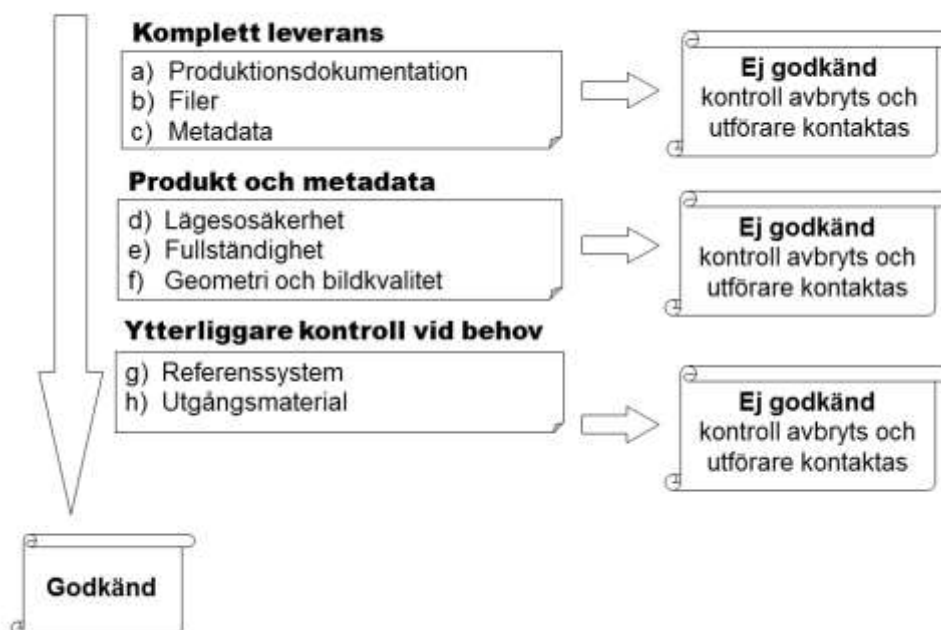 Komplett leverans
a) Produktionsdokumentation
b) Filer
c) Metadata
Ej godkänd
kontroll avbryts och
utförare kontaktas
Produkt och metadata
d) Lägesosäkerhet
e) Fullständighet
f) Geometri och bildkvalitet
Ej godkänd
kontroll avbryts och
utförare kontaktas
Ytterliggare kontroll vid behov
g) Referenssystem
h) Utgångsmaterial
Ej godkänd
kontroll avbryts och
utförare kontaktas
Godkänd